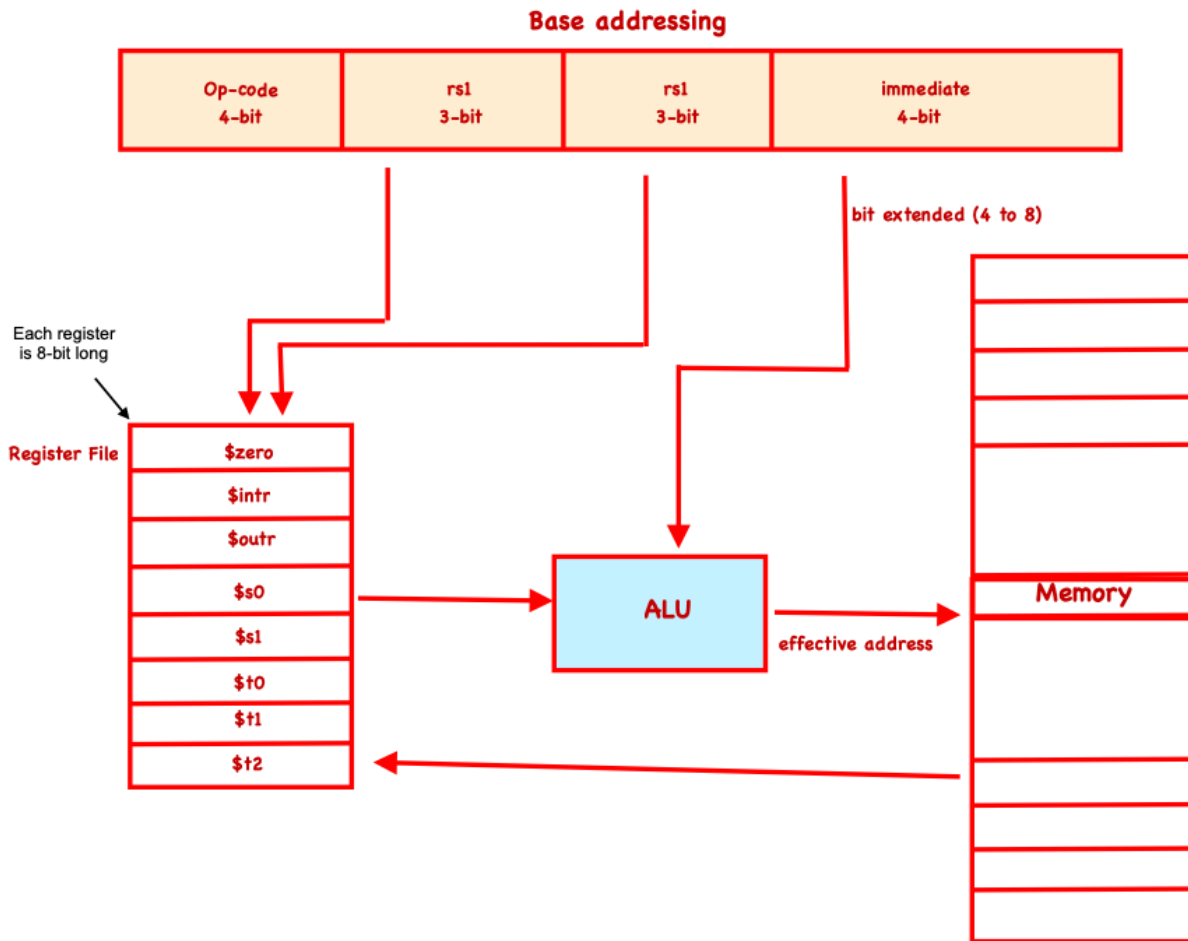 Base addressing
Op-code
4-bit
rs1
3-bit
rs1
3-bit
immediate
4-bit
bit extended (4 to 8)
Each register
is 8-bit long
Register File
$zero
$intr
$outr
$s0
$s1
$t0
$t1
$t2
ALU
effective address
Memory